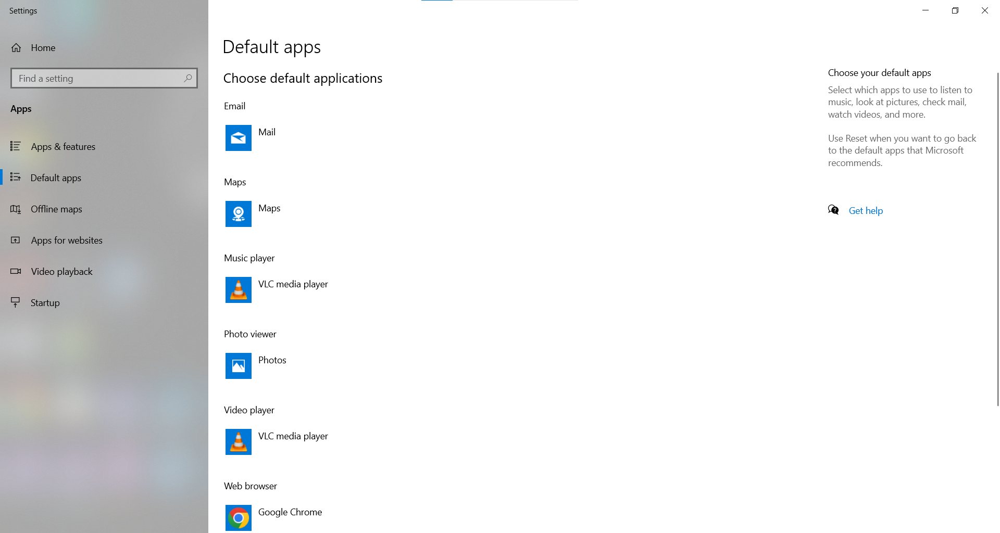 Settings
Home
Find a setting
Apps
Apps & features
Default apps
Offline maps
Apps for websites
Video playback
Startup
Default apps
Choose default applications
Email
Mail
Maps
Maps
Music player
VLC media player
Photo viewer
Photos
Video player
VLC media player
Web browser
Google Chrome
Choose your default apps
Select which apps to use to listen to
music, look at pictures, check mail,
watch videos, and more.
Use Reset when you want to go back
to the default apps that Microsoft
recommends.
Get help